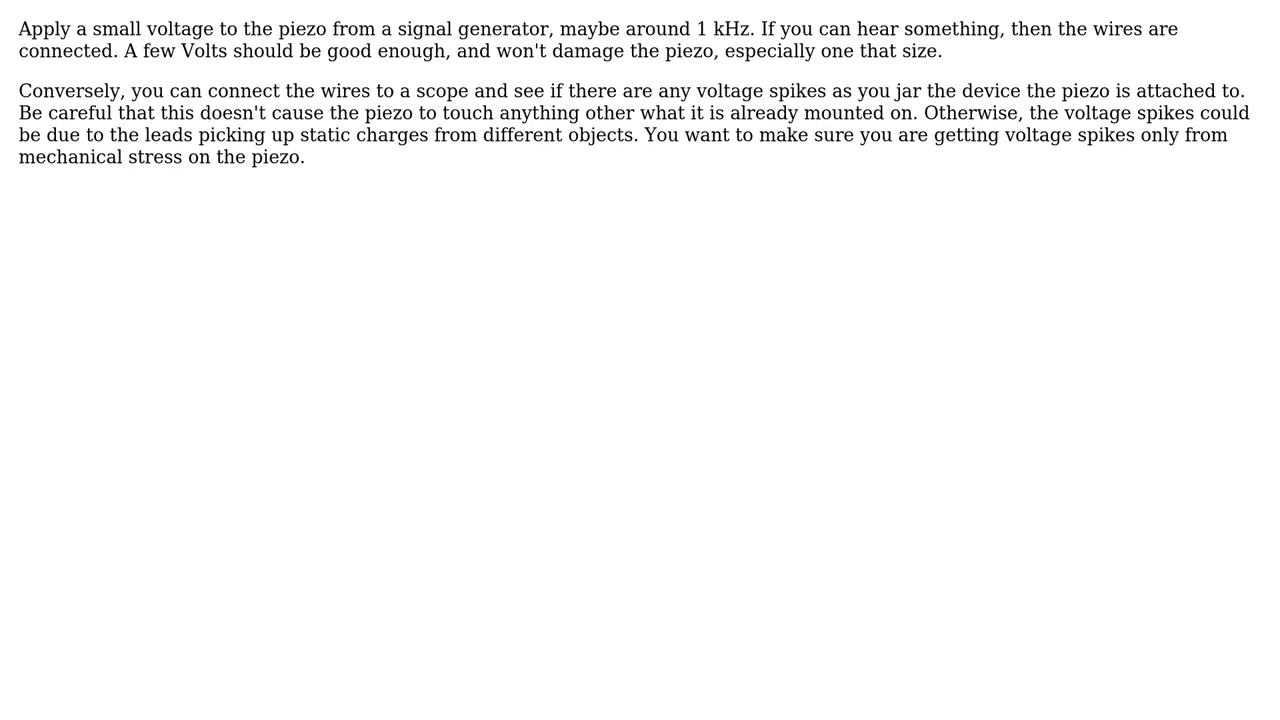 Apply a small voltage to the piezo from a signal generator, maybe around 1 kHz. If you can hear something, then the wires are
connected. A few Volts should be good enough, and won't damage the piezo, especially one that size.
Conversely, you can connect the wires to a scope and see if there are any voltage spikes as you jar the device the piezo is attached to.
Be careful that this doesn't cause the piezo to touch anything other what it is already mounted on. Otherwise, the voltage spikes could
be due to the leads picking up static charges from different objects. You want to make sure you are getting voltage spikes only from
mechanical stress on the piezo.